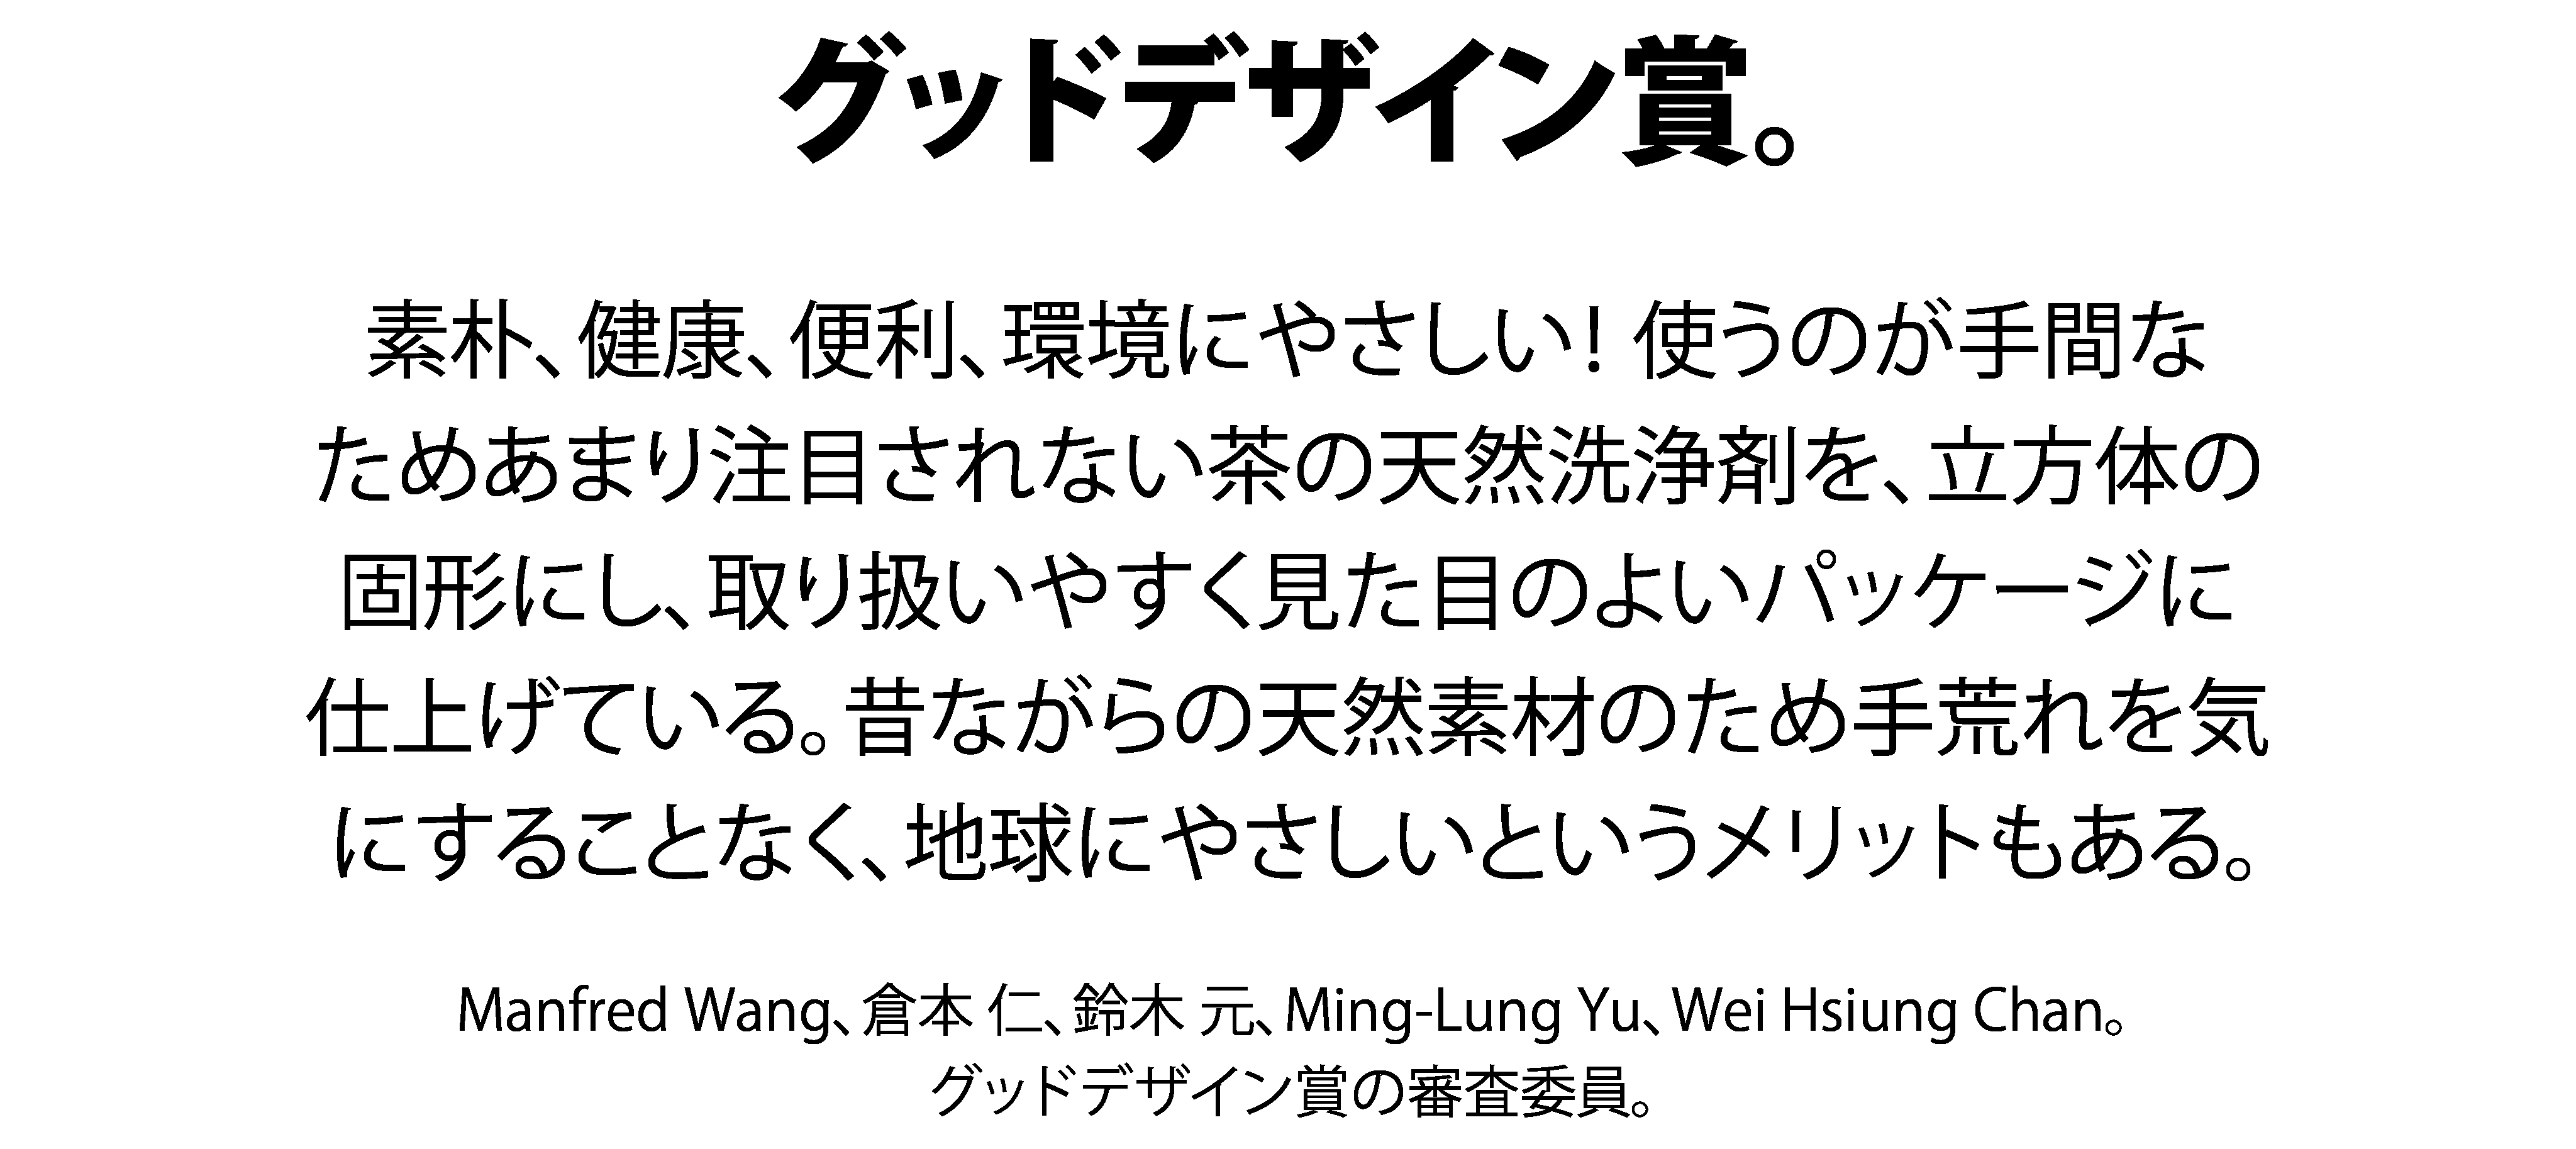 グッドデザイン賞。
素朴、健康、便利、環境にやさしい！使うのが手間な
ためあまり注目されない茶の天然洗浄剤を、立方体の
固形にし、取り扱いやすく見た目のよいパッケージに
仕上げている。昔ながらの天然素材のため手荒れを気
にすることなく、地球にやさしいというメリットもある。
Manfred Wang、倉本 仁、鈴木 元、Ming-Lung Yu、Wei Hsiung Chan。
グッドデザイン賞の審査委員。